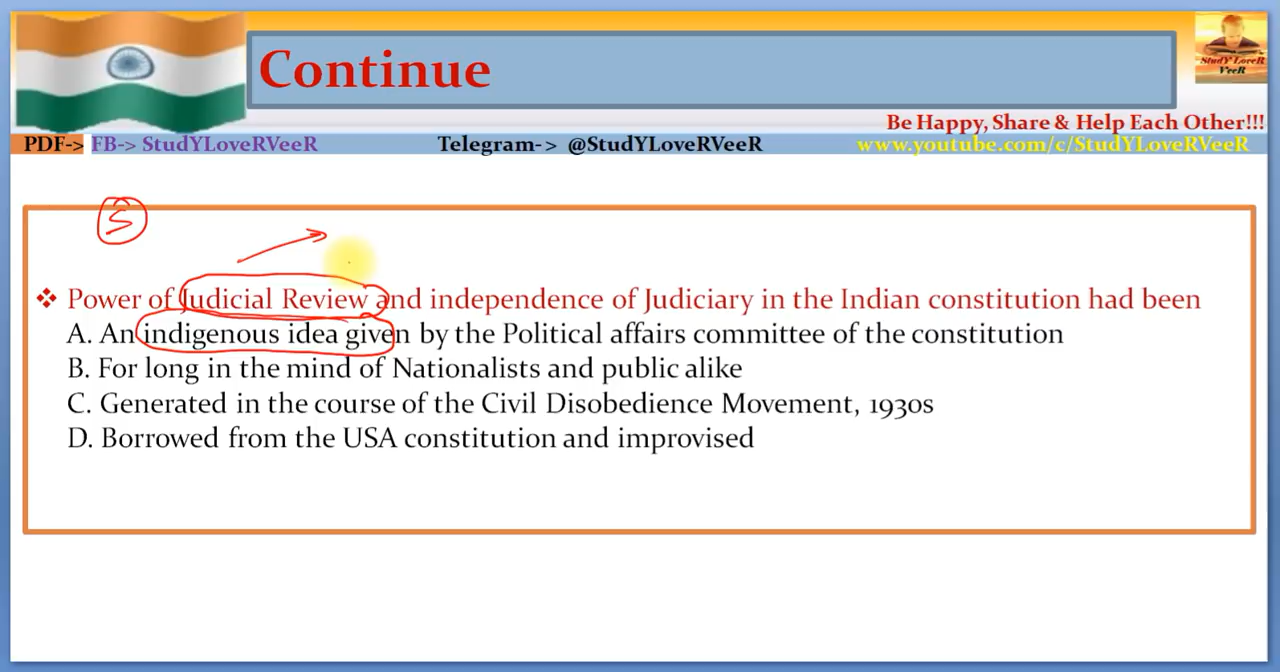 Continue
StudY LoveR
VeeR
Be Happy, Share & Help Each Other!!!
PDF-> FB-> StudYLoveRVeeR Telegram-> @StudYLoveRVeeR www.youtube.com/c/StudYLoveRVeeR
❖ Power of Judicial Review and independence of Judiciary in the Indian constitution had been
A. An indigenous idea given by the Political affairs committee of the constitution
B. For long in the mind of Nationalists and public alike
C. Generated in the course of the Civil Disobedience Movement, 1930s
D. Borrowed from the USA constitution and improvised